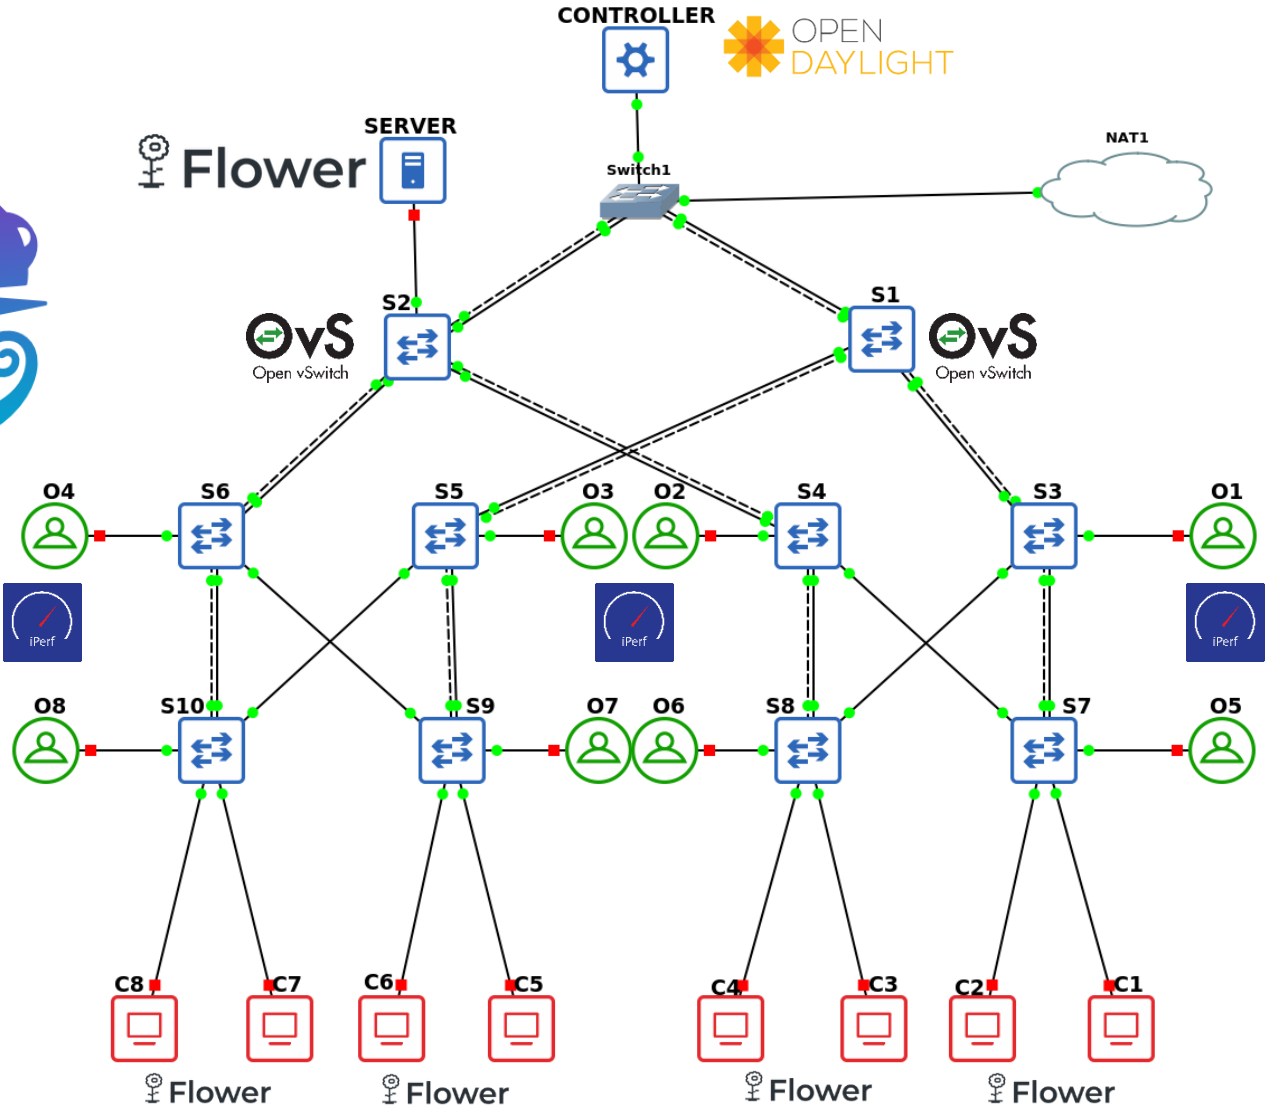 CONTROLLER
OPEN
DAYLIGHT
SERVER
Flower
Switch1
NAT1
S2
S1
OvS
Open vSwitch
OvS
Open vSwitch
O4
S6
S5
O3
O2
S4
S3
O1
iPerf
iPerf
iPerf
O8
S10
S9
O7
O6
S8
S7
O5
C8
C7
C6
C5
C4
C3
C2
C1
Flower
Flower
Flower
Flower